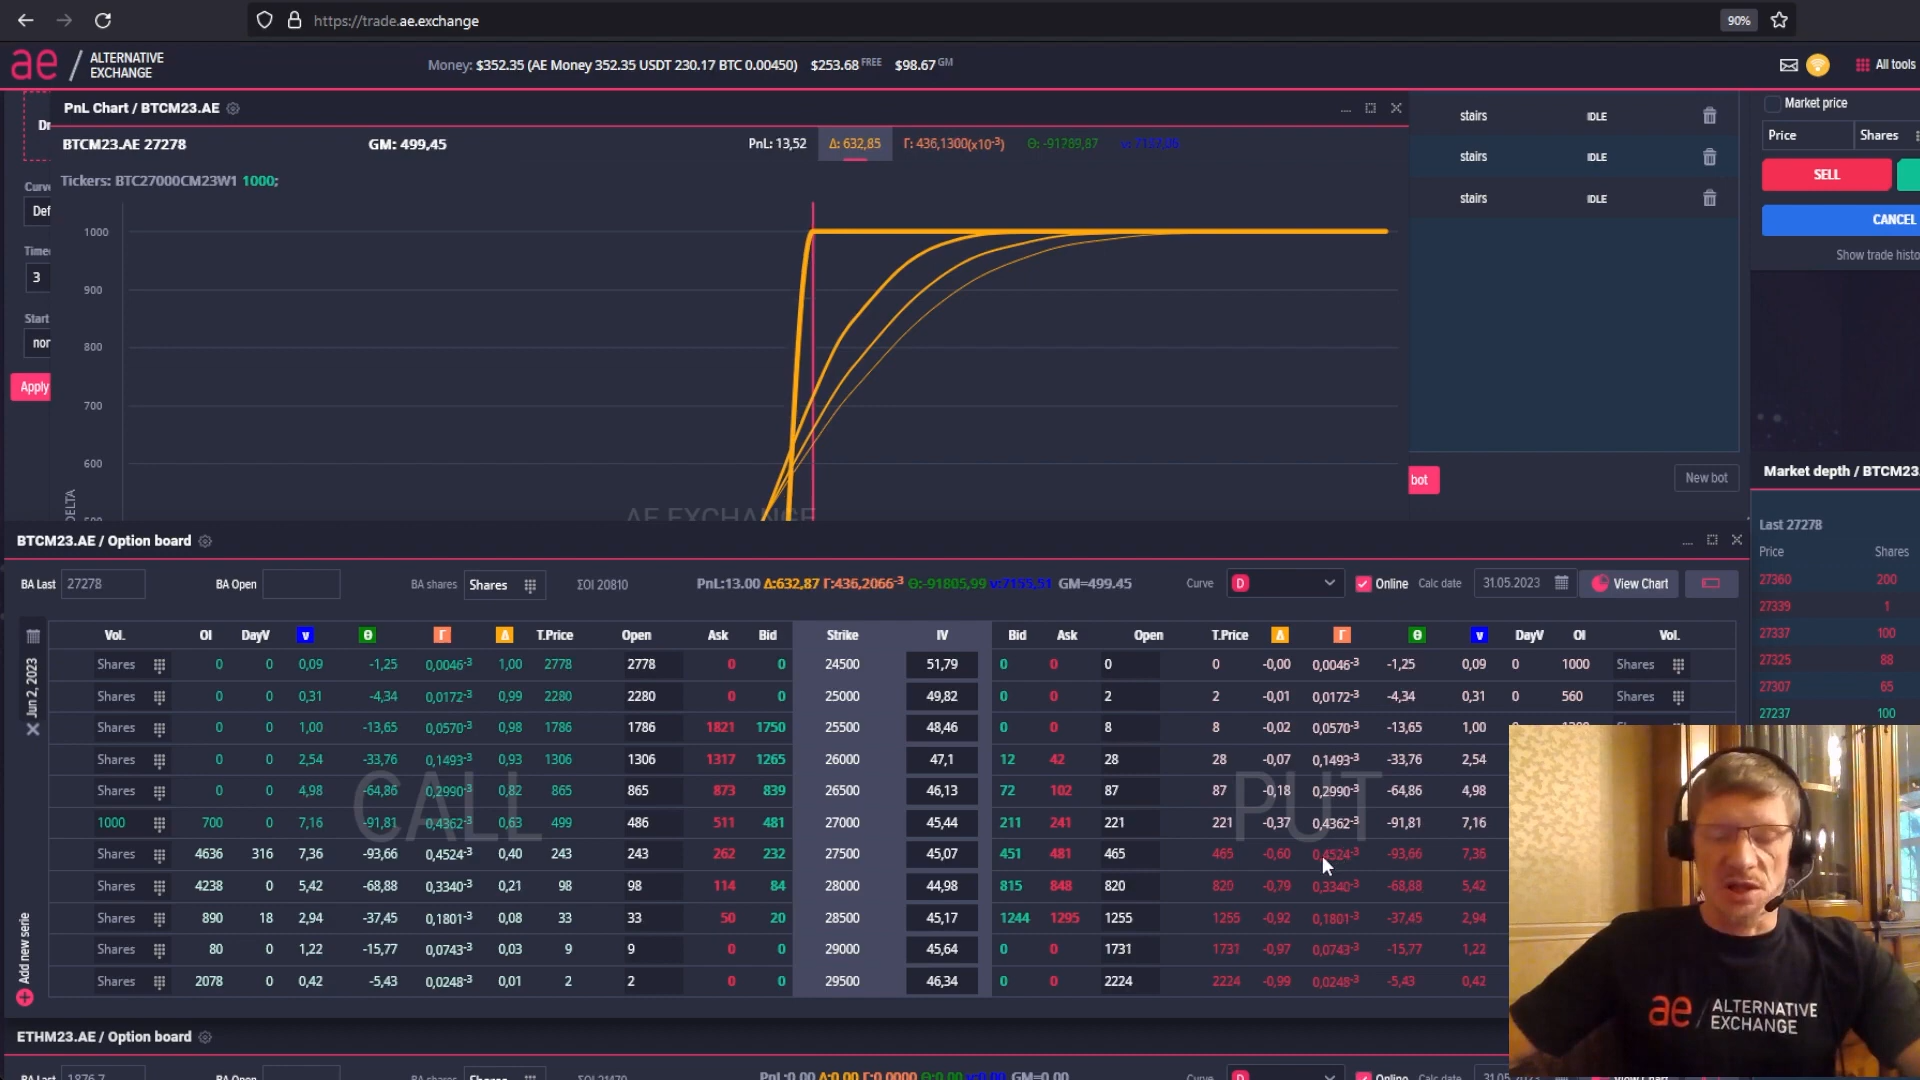 https://trade.ae.exchange
90%
ae / ALTERNATIVE EXCHANGE
Money: $352.35 (AE Money 352.35 USDT 230.17 BTC 0.00450) $253.68 FREE $98.67 GM
All tools
PnL Chart / BTCM23.AE
BTCM23.AE 27278 GM: 499,45 PnL: 13,52 Δ: 632,85 Γ: 436,1300(x10-3) Θ: -91789,87
Tickers: BTC27000CM23W1 1000;
1000
900
800
700
600
DELTA
AE EXCHANGE
3
Apply
stairs IDLE
stairs IDLE
stairs IDLE
bot
New bot
Market price
Price Shares
SELL
CANCEL
Market depth / BTCM23.
Last 27278
Price Shares
27360 200
27339 1
27337 100
27325 88
27307 65
27237 100
BTCM23.AE / Option board
BA Last 27278 BA Open BA shares Shares ΣOI 20810 PnL:13.00 Δ:632,87 Γ:436,2066-3 Θ:-91805,99 ν:7155,51 GM=499.45 Curve D Online Calc date 31.05.2023 View Chart
Jun 2, 2023
Add new serie
CALL
PUT
Vol. OI DayV ν Θ Γ Δ T.Price Open Ask Bid Strike IV Bid Ask Open T.Price Δ Γ Θ ν DayV OI Vol.
Shares 0 0 0,09 -1,25 0,0046-3 1,00 2778 2778 0 0 24500 51,79 0 0 0 0 -0,00 0,0046-3 -1,25 0,09 0 1000 Shares
Shares 0 0 0,31 -4,34 0,0172-3 0,99 2280 2280 0 0 25000 49,82 0 0 2 2 -0,01 0,0172-3 -4,34 0,31 0 560 Shares
Shares 0 0 1,00 -13,65 0,0570-3 0,98 1786 1786 1821 1750 25500 48,46 0 0 8 8 -0,02 0,0570-3 -13,65 1,00
Shares 0 0 2,54 -33,76 0,1493-3 0,93 1306 1306 1317 1265 26000 47,1 12 42 28 28 -0,07 0,1493-3 -33,76 2,54
Shares 0 0 4,98 -64,86 0,2990-3 0,82 865 865 873 839 26500 46,13 72 102 87 87 -0,18 0,2990-3 -64,86 4,98
1000 700 0 7,16 -91,81 0,4362-3 0,63 499 486 511 481 27000 45,44 211 241 221 221 -0,37 0,4362-3 -91,81 7,16
Shares 4636 316 7,36 -93,66 0,4524-3 0,40 243 243 262 232 27500 45,07 451 481 465 465 -0,60 0,4524-3 -93,66 7,36
Shares 4238 0 5,42 -68,88 0,3340-3 0,21 98 98 114 84 28000 44,98 815 848 820 820 -0,79 0,3340-3 -68,88 5,42
Shares 890 18 2,94 -37,45 0,1801-3 0,08 33 33 50 20 28500 45,17 1244 1295 1255 1255 -0,92 0,1801-3 -37,45 2,94
Shares 80 0 1,22 -15,77 0,0743-3 0,03 9 9 0 0 29000 45,64 0 0 1731 1731 -0,97 0,0743-3 -15,77 1,22
Shares 2078 0 0,42 -5,43 0,0248-3 0,01 2 2 0 0 29500 46,34 0 0 2224 2224 -0,99 0,0248-3 -5,43 0,42
ae / ALTERNATIVE EXCHANGE
ETHM23.AE / Option board